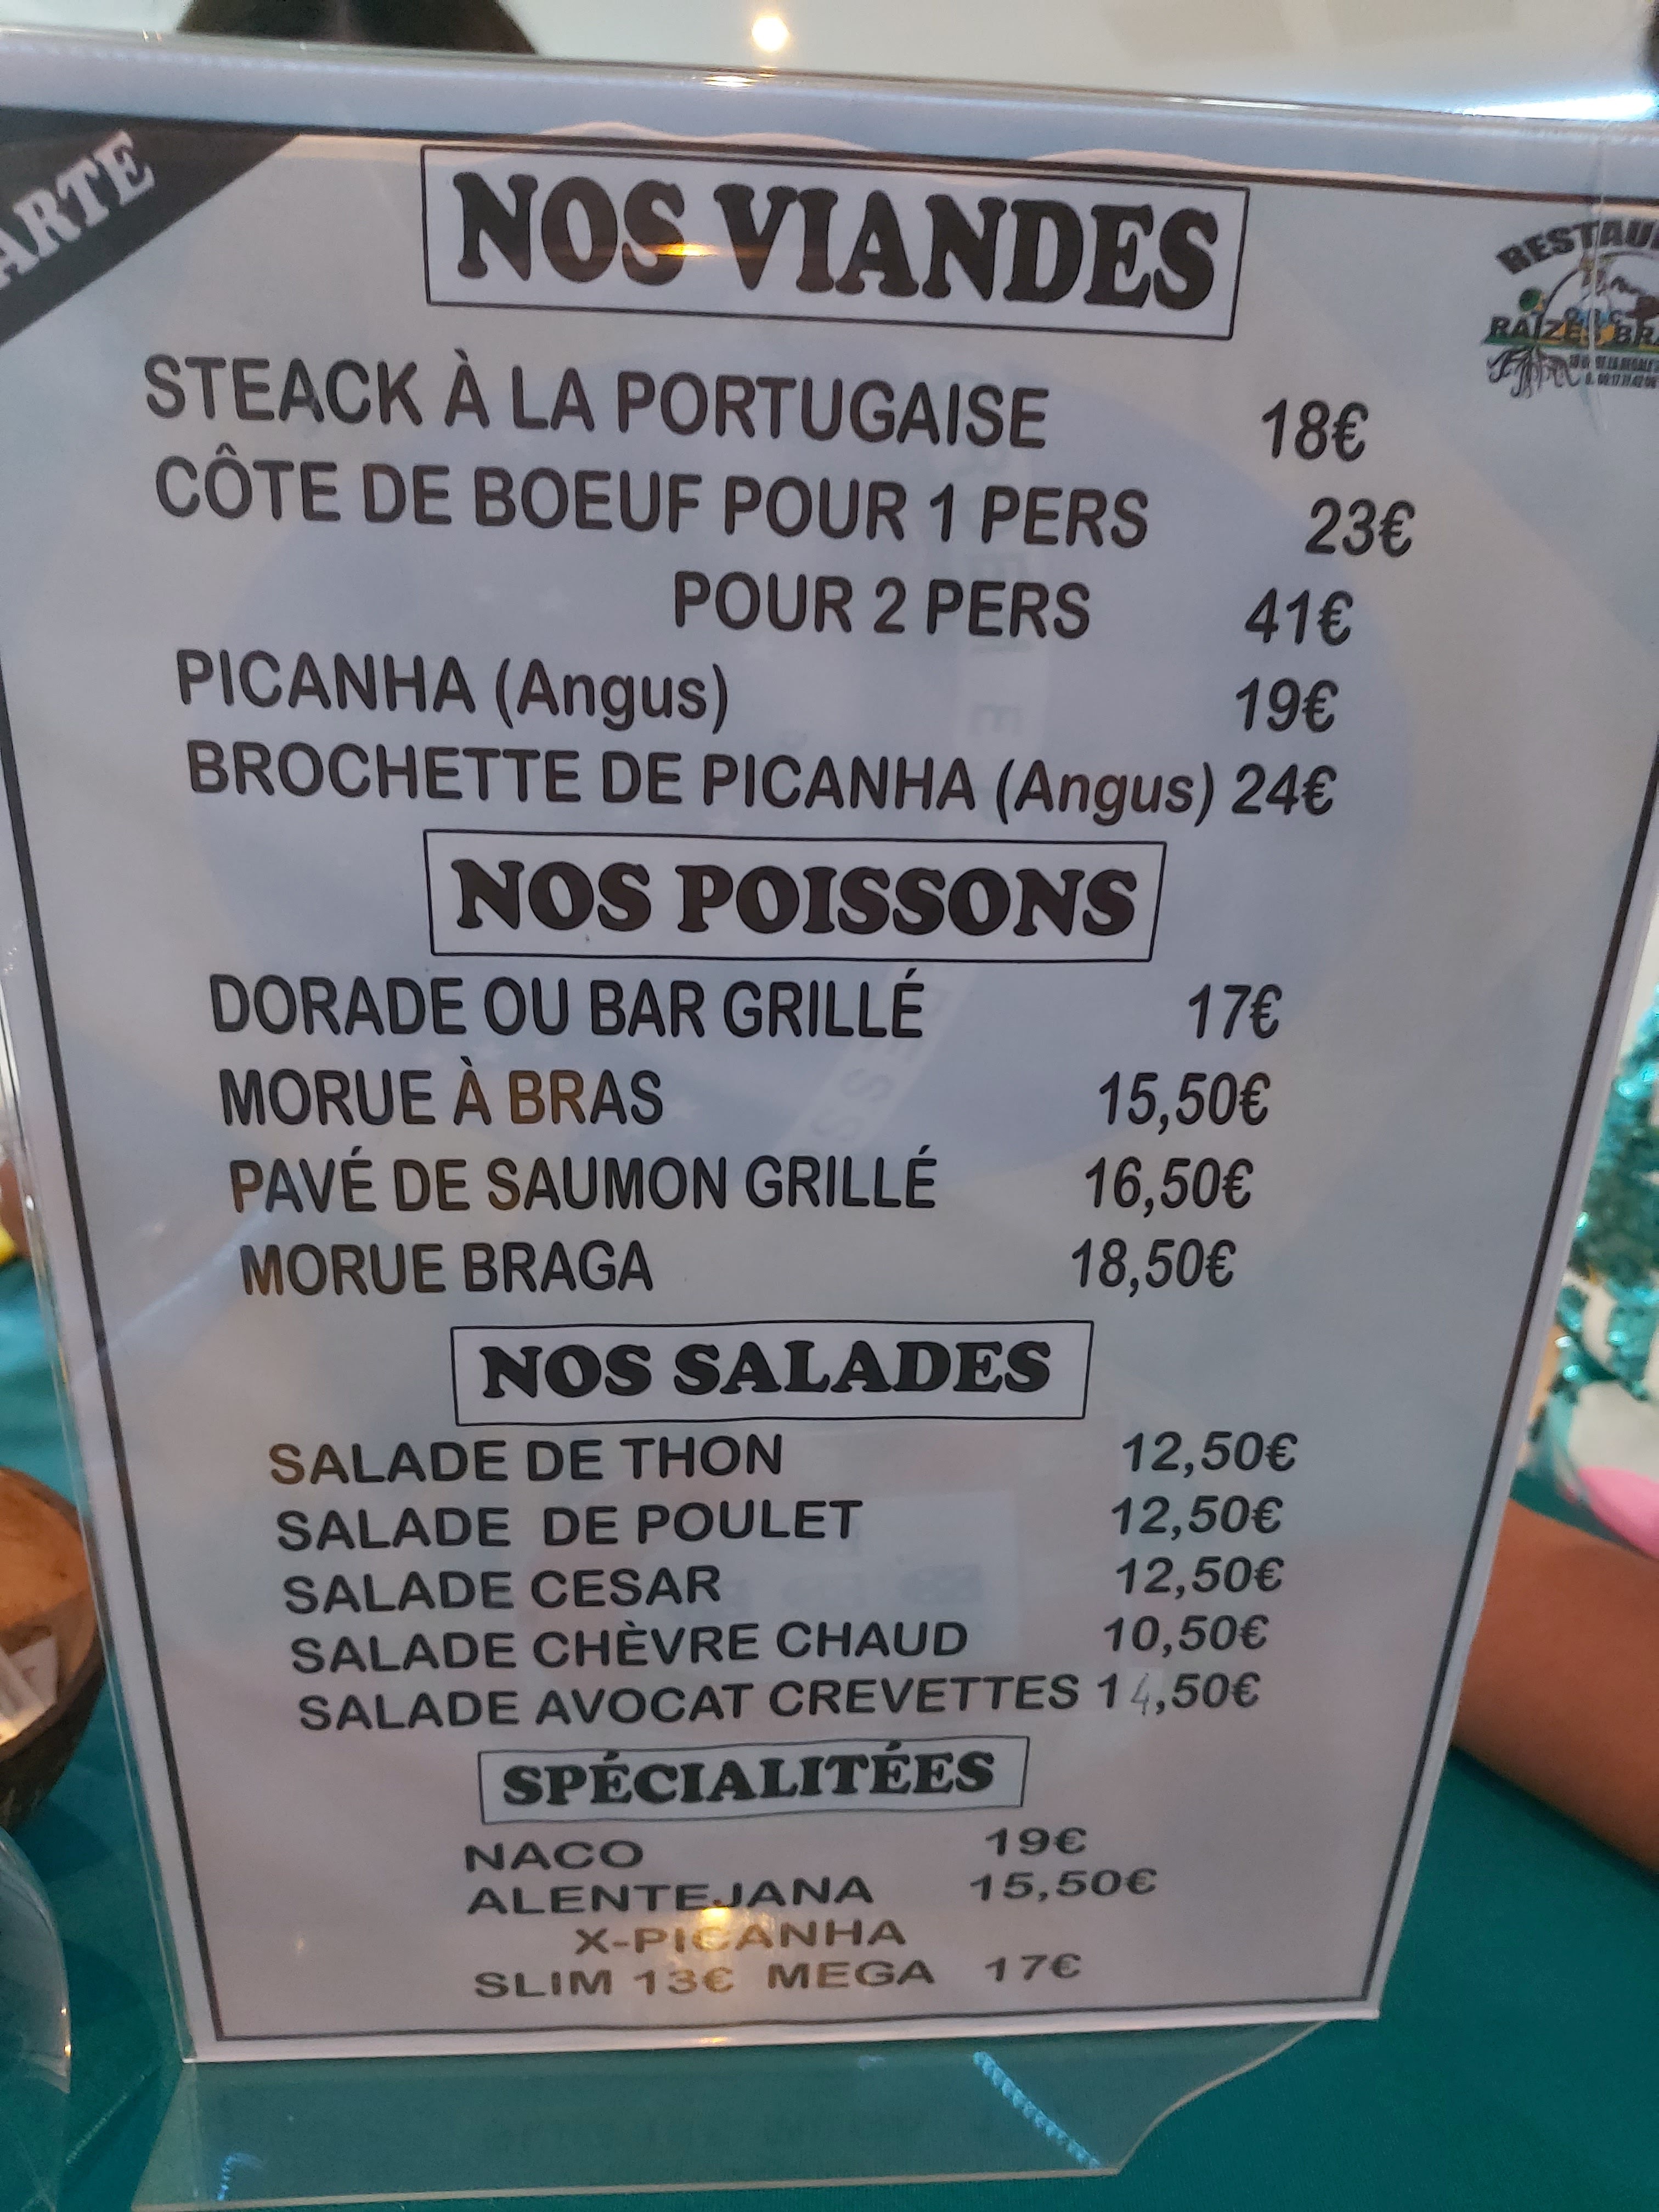 ARTE
NOS VIANDES
STEACK À LA PORTUGAISE 18€
CÔTE DE BOEUF POUR 1 PERS 23€
POUR 2 PERS 41€
PICANHA (Angus) 19€
BROCHETTE DE PICANHA (Angus) 24€
NOS POISSONS
DORADE OU BAR GRILLÉ 17€
MORUE À BRAS 15,50€
PAVÉ DE SAUMON GRILLÉ 16,50€
MORUE BRAGA 18,50€
NOS SALADES
SALADE DE THON 12,50€
SALADE DE POULET 12,50€
SALADE CESAR 12,50€
SALADE CHÈVRE CHAUD 10,50€
SALADE AVOCAT CREVETTES 14,50€
SPÉCIALITÉES
NACO 19€
ALENTEJANA 15,50€
X-PICANHA
SLIM 13€ MEGA 17€
RESTAU
RAIZES BRA